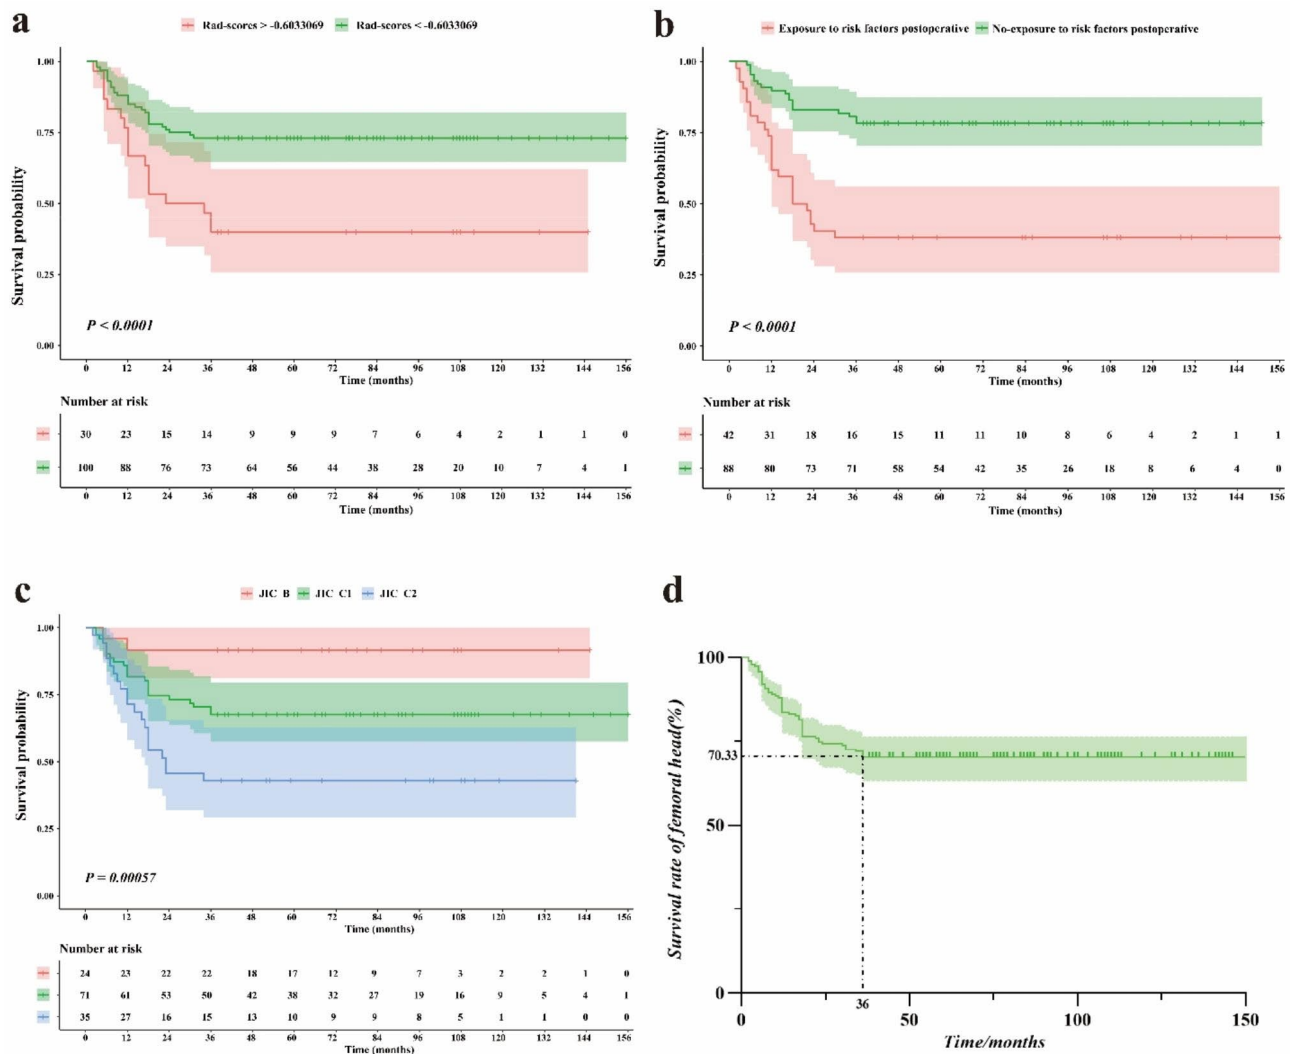 a
Rad-scores > -0.6033069 Rad-scores < -0.6033069
Survival probability
1.00
0.75
0.50
0.25
0.00
P < 0.0001
0 12 24 36 48 60 72 84 96 108 120 132 144 156
Time (months)
Number at risk
30 23 15 14 9 9 9 7 6 4 2 1 1 0
100 88 76 73 64 56 44 38 28 20 10 7 4 1
0 12 24 36 48 60 72 84 96 108 120 132 144 156
Time (months)
b
Exposure to risk factors postoperative No-exposure to risk factors postoperative
Survival probability
1.00
0.75
0.50
0.25
0.00
P < 0.0001
0 12 24 36 48 60 72 84 96 108 120 132 144 156
Time (months)
Number at risk
42 31 18 16 15 11 11 10 8 6 4 2 1 1
88 80 73 71 58 54 42 35 26 18 8 6 4 0
0 12 24 36 48 60 72 84 96 108 120 132 144 156
Time (months)
c
JIC B JIC C1 JIC C2
Survival probability
1.00
0.75
0.50
0.25
0.00
P = 0.00057
0 12 24 36 48 60 72 84 96 108 120 132 144 156
Time (months)
Number at risk
24 23 22 22 18 17 12 9 7 3 2 2 1 0
71 61 53 50 42 38 32 27 19 16 9 5 4 1
35 27 16 15 13 10 9 9 8 5 1 1 0 0
0 12 24 36 48 60 72 84 96 108 120 132 144 156
Time (months)
d
Survival rate of femoral head(%)
100
70.33
50
0
36
0 50 100 150
Time/months